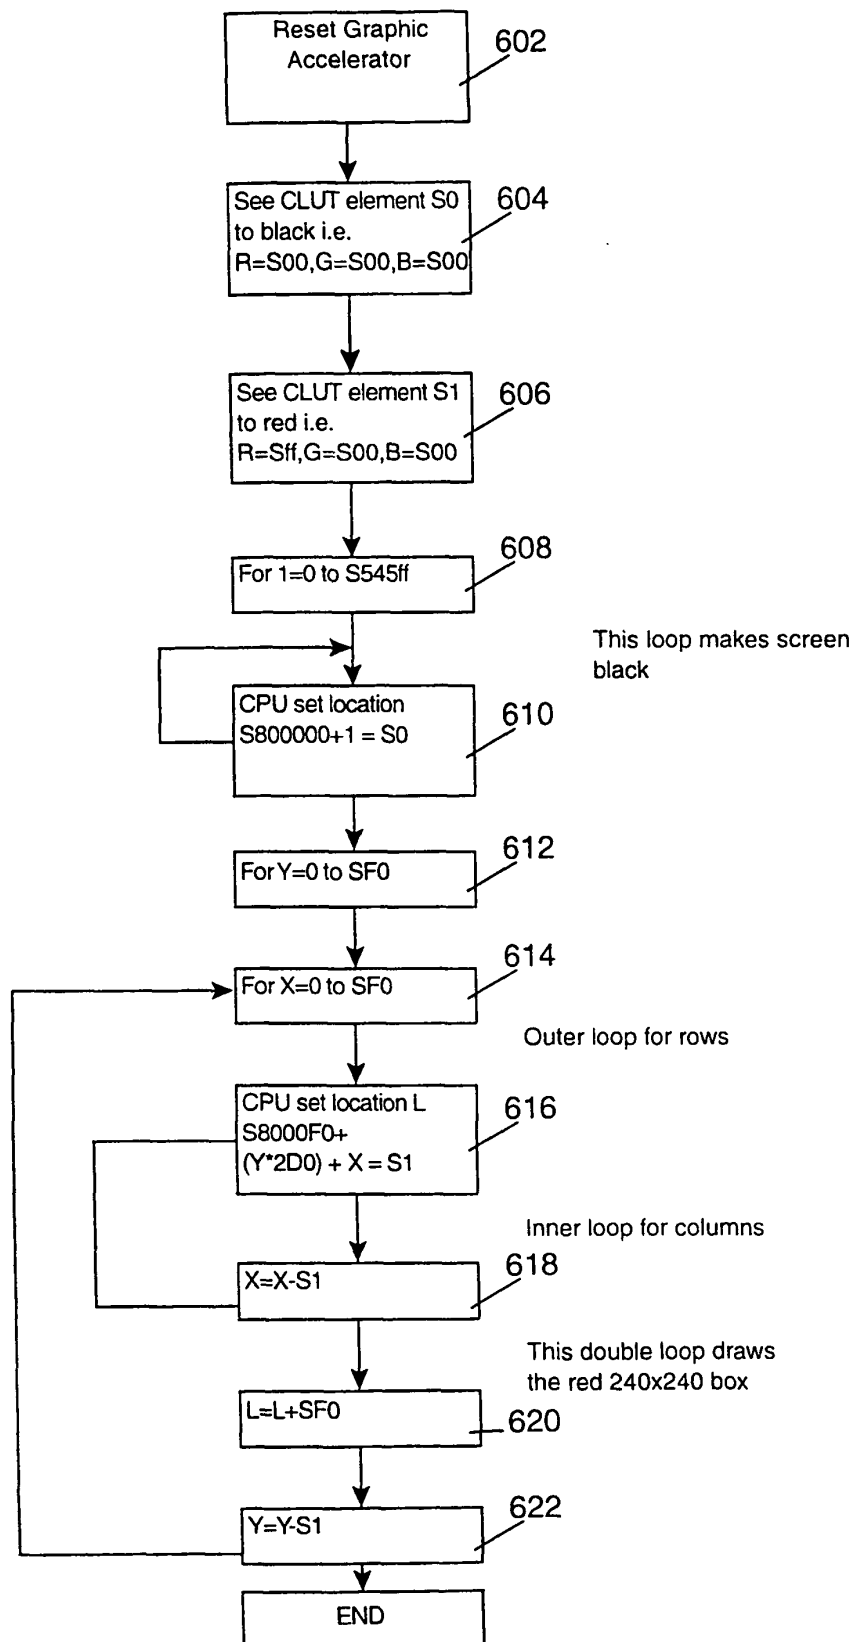 Reset Graphic
Accelerator
602
See CLUT element S0
to black i.e.
R=S00,G=S00,B=S00
604
See CLUT element S1
to red i.e.
R=Sff,G=S00,B=S00
606
For 1=0 to S545ff
608
This loop makes screen
black
CPU set location
S800000+1 = S0
610
For Y=0 to SF0
612
For X=0 to SF0
614
Outer loop for rows
CPU set location L
S8000F0+
(Y*2D0) + X = S1
616
Inner loop for columns
X=X-S1
618
This double loop draws
the red 240x240 box
L=L+SF0
620
Y=Y-S1
622
END